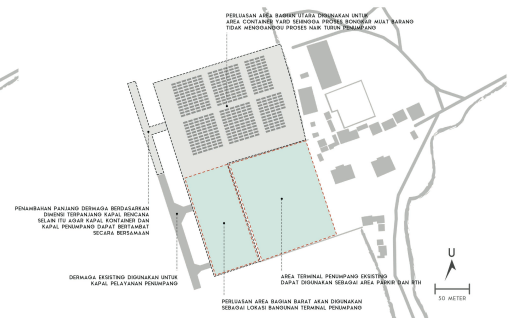 PERLUASAN AREA BAGIAN UTARA DIGUNAKAN UNTUK
AREA CONTAINER YARD SEHINGGA PROSES BONGKAR MUAT BARANG
TIDAK MENGGANGGU PROSES NAIK TURUN PENUMPANG
PENAMBAHAN PANJANG DERMAGA BERDASARKAN
DIMENSI TERPANJANG KAPAL RENCANA
SELAIN ITU AGAR KAPAL KONTAINER DAN
KAPAL PENUMPANG DAPAT BERTAMBAT
SECARA BERSAMAAN
DERMAGA EKSISTING DIGUNAKAN UNTUK
KAPAL PELAYANAN PENUMPANG
AREA TERMINAL PENUMPANG EKSISTING
DAPAT DIGUNAKAN SEBAGAI AREA PARKIR DAN RTH
PERLUASAN AREA BAGIAN BARAT AKAN DIGUNAKAN
SEBAGAI LOKASI BANGUNAN TERMINAL PENUMPANG
U
50 METER